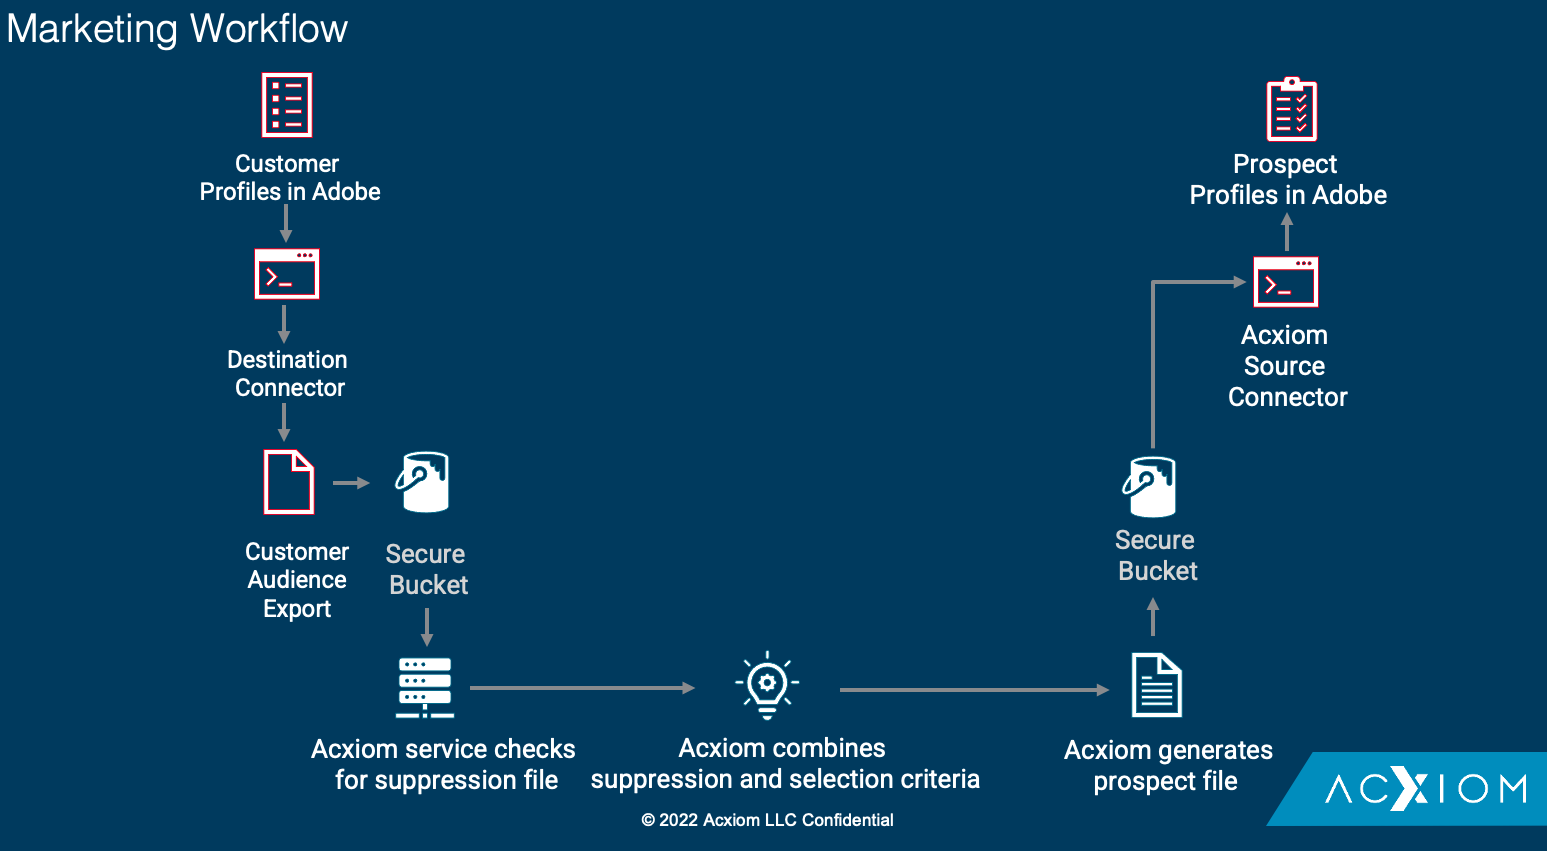 Marketing Workflow
Customer
Profiles in Adobe
Destination
Connector
Customer
Audience
Export
Secure
Bucket
Acxiom service checks
for suppression file
Acxiom combines
suppression and selection criteria
Acxiom generates
prospect file
Secure
Bucket
Acxiom
Source
Connector
Prospect
Profiles in Adobe
© 2022 Acxiom LLC Confidential
ACXIOM